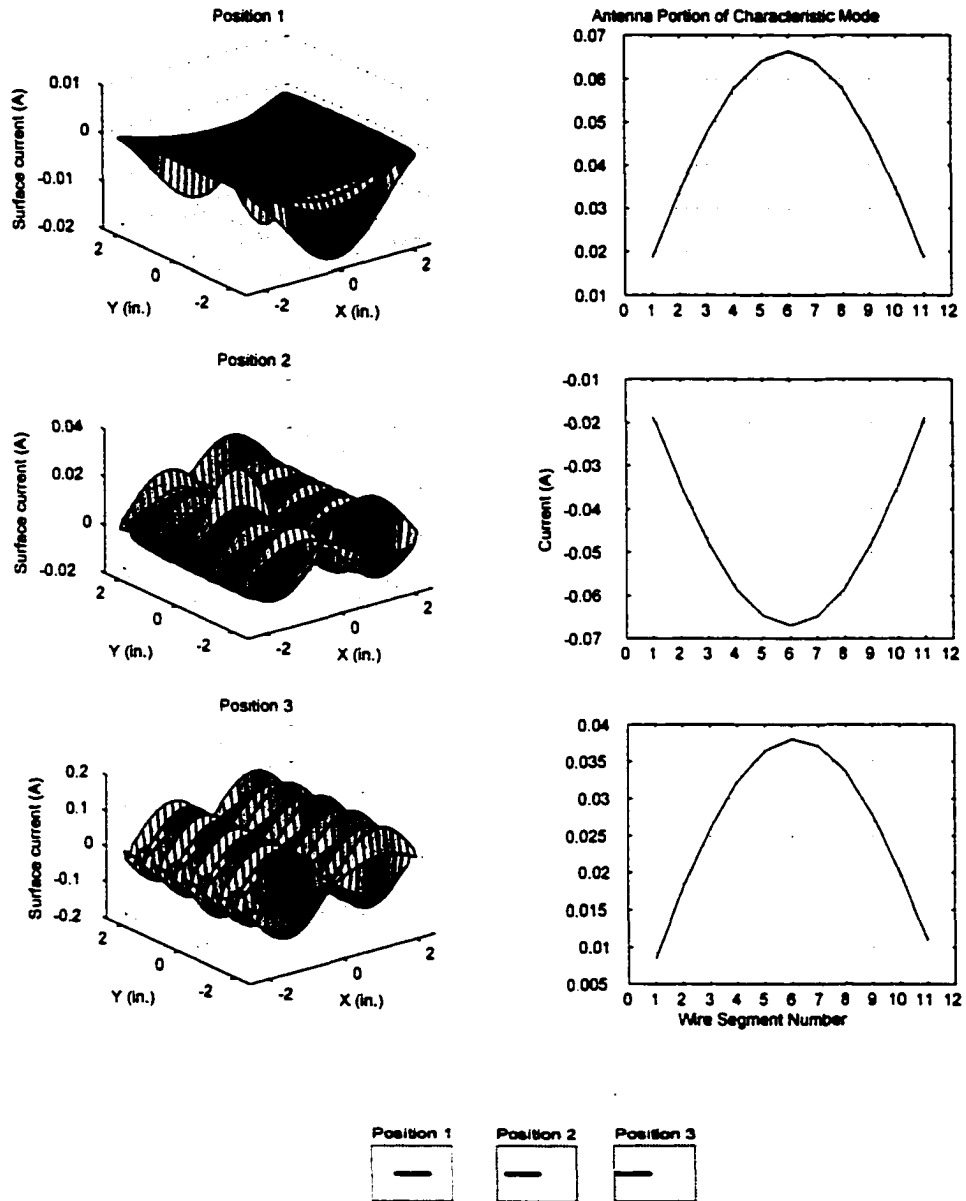 Position 1
Surface current (A)
0.01
0
-0.01
-0.02
2
0
-2
Y (in.)
-2
0
2
X (in.)
Antenna Portion of Characteristic Mode
0.07
0.06
0.05
0.04
0.03
0.02
0.01
0 1 2 3 4 5 6 7 8 9 10 11 12
Position 2
Surface current (A)
0.04
0.02
0
-0.02
2
0
-2
Y (in.)
-2
0
2
X (in.)
Current (A)
-0.01
-0.02
-0.03
-0.04
-0.05
-0.06
-0.07
0 1 2 3 4 5 6 7 8 9 10 11 12
Position 3
Surface current (A)
0.2
0.1
0
-0.1
-0.2
2
0
-2
Y (in.)
-2
0
2
X (in.)
0.04
0.035
0.03
0.025
0.02
0.015
0.01
0.005
0 1 2 3 4 5 6 7 8 9 10 11 12
Wire Segment Number
Position 1 Position 2 Position 3